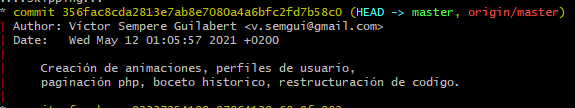 * commit 356fac8cda2813e7ab8e7080a4a6bfc2fd7b58c0 (HEAD -> master, origin/master)
| Author: Víctor Sempere Guilabert <v.semgui@gmail.com>
| Date:   Wed May 12 01:05:57 2021 +0200
|
|     Creación de animaciones, perfiles de usuario,
|     paginación php, boceto historico, restructuración de codigo.
|